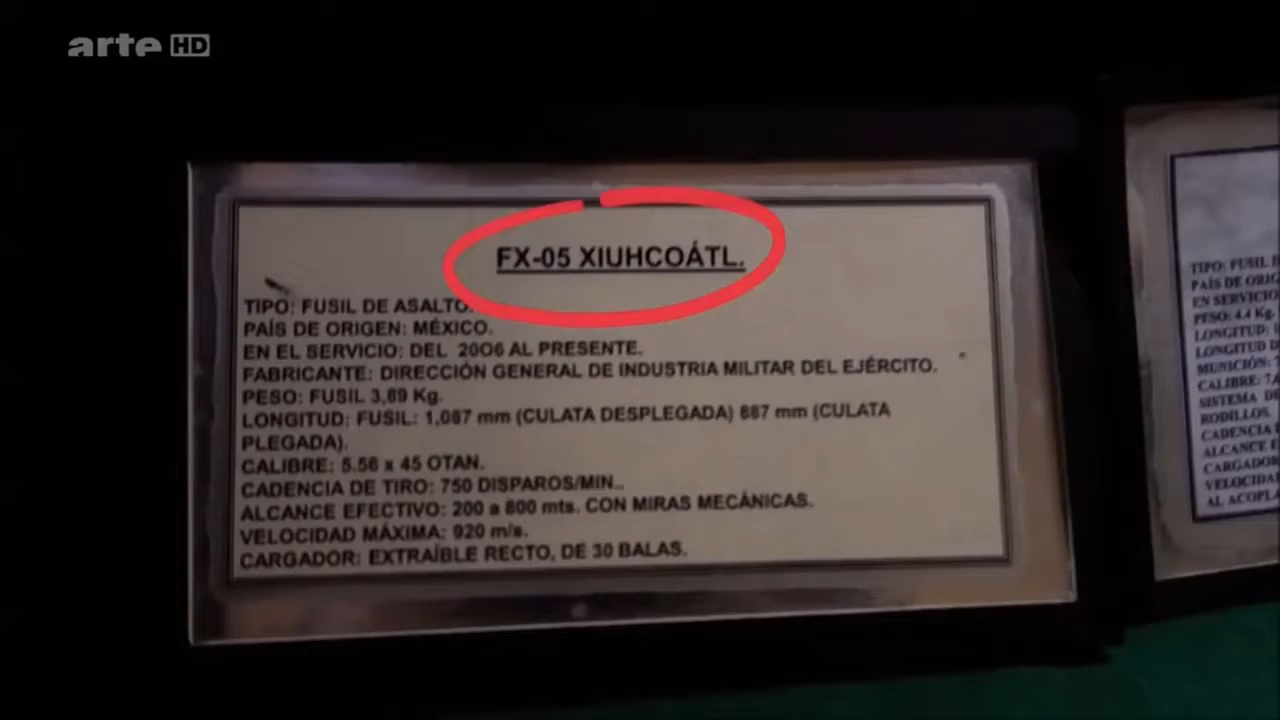 arte HD
FX-05 XIUHCOÁTL.
TIPO: FUSIL DE ASALTO.
PAÍS DE ORIGEN: MÉXICO.
EN EL SERVICIO: DEL 2006 AL PRESENTE.
FABRICANTE: DIRECCIÓN GENERAL DE INDUSTRIA MILITAR DEL EJÉRCITO.
PESO: FUSIL 3,89 Kg.
LONGITUD: FUSIL: 1,087 mm (CULATA DESPLEGADA) 887 mm (CULATA
PLEGADA).
CALIBRE: 5.56 x 45 OTAN.
CADENCIA DE TIRO: 750 DISPAROS/MIN..
ALCANCE EFECTIVO: 200 a 800 mts. CON MIRAS MECÁNICAS.
VELOCIDAD MÁXIMA: 920 m/s.
CARGADOR: EXTRAÍBLE RECTO, DE 30 BALAS.
TIPO: FUSIL
PAÍS DE
EN SERVICIO
PESO: 4.4 Kg.
LONGITUD:
LONGITUD
MUNICIÓN:
CALIBRE:
SISTEMA
RODILLOS.
CADENCIA
ALCANCE
CARGADOR
VELOCIDAD
AL